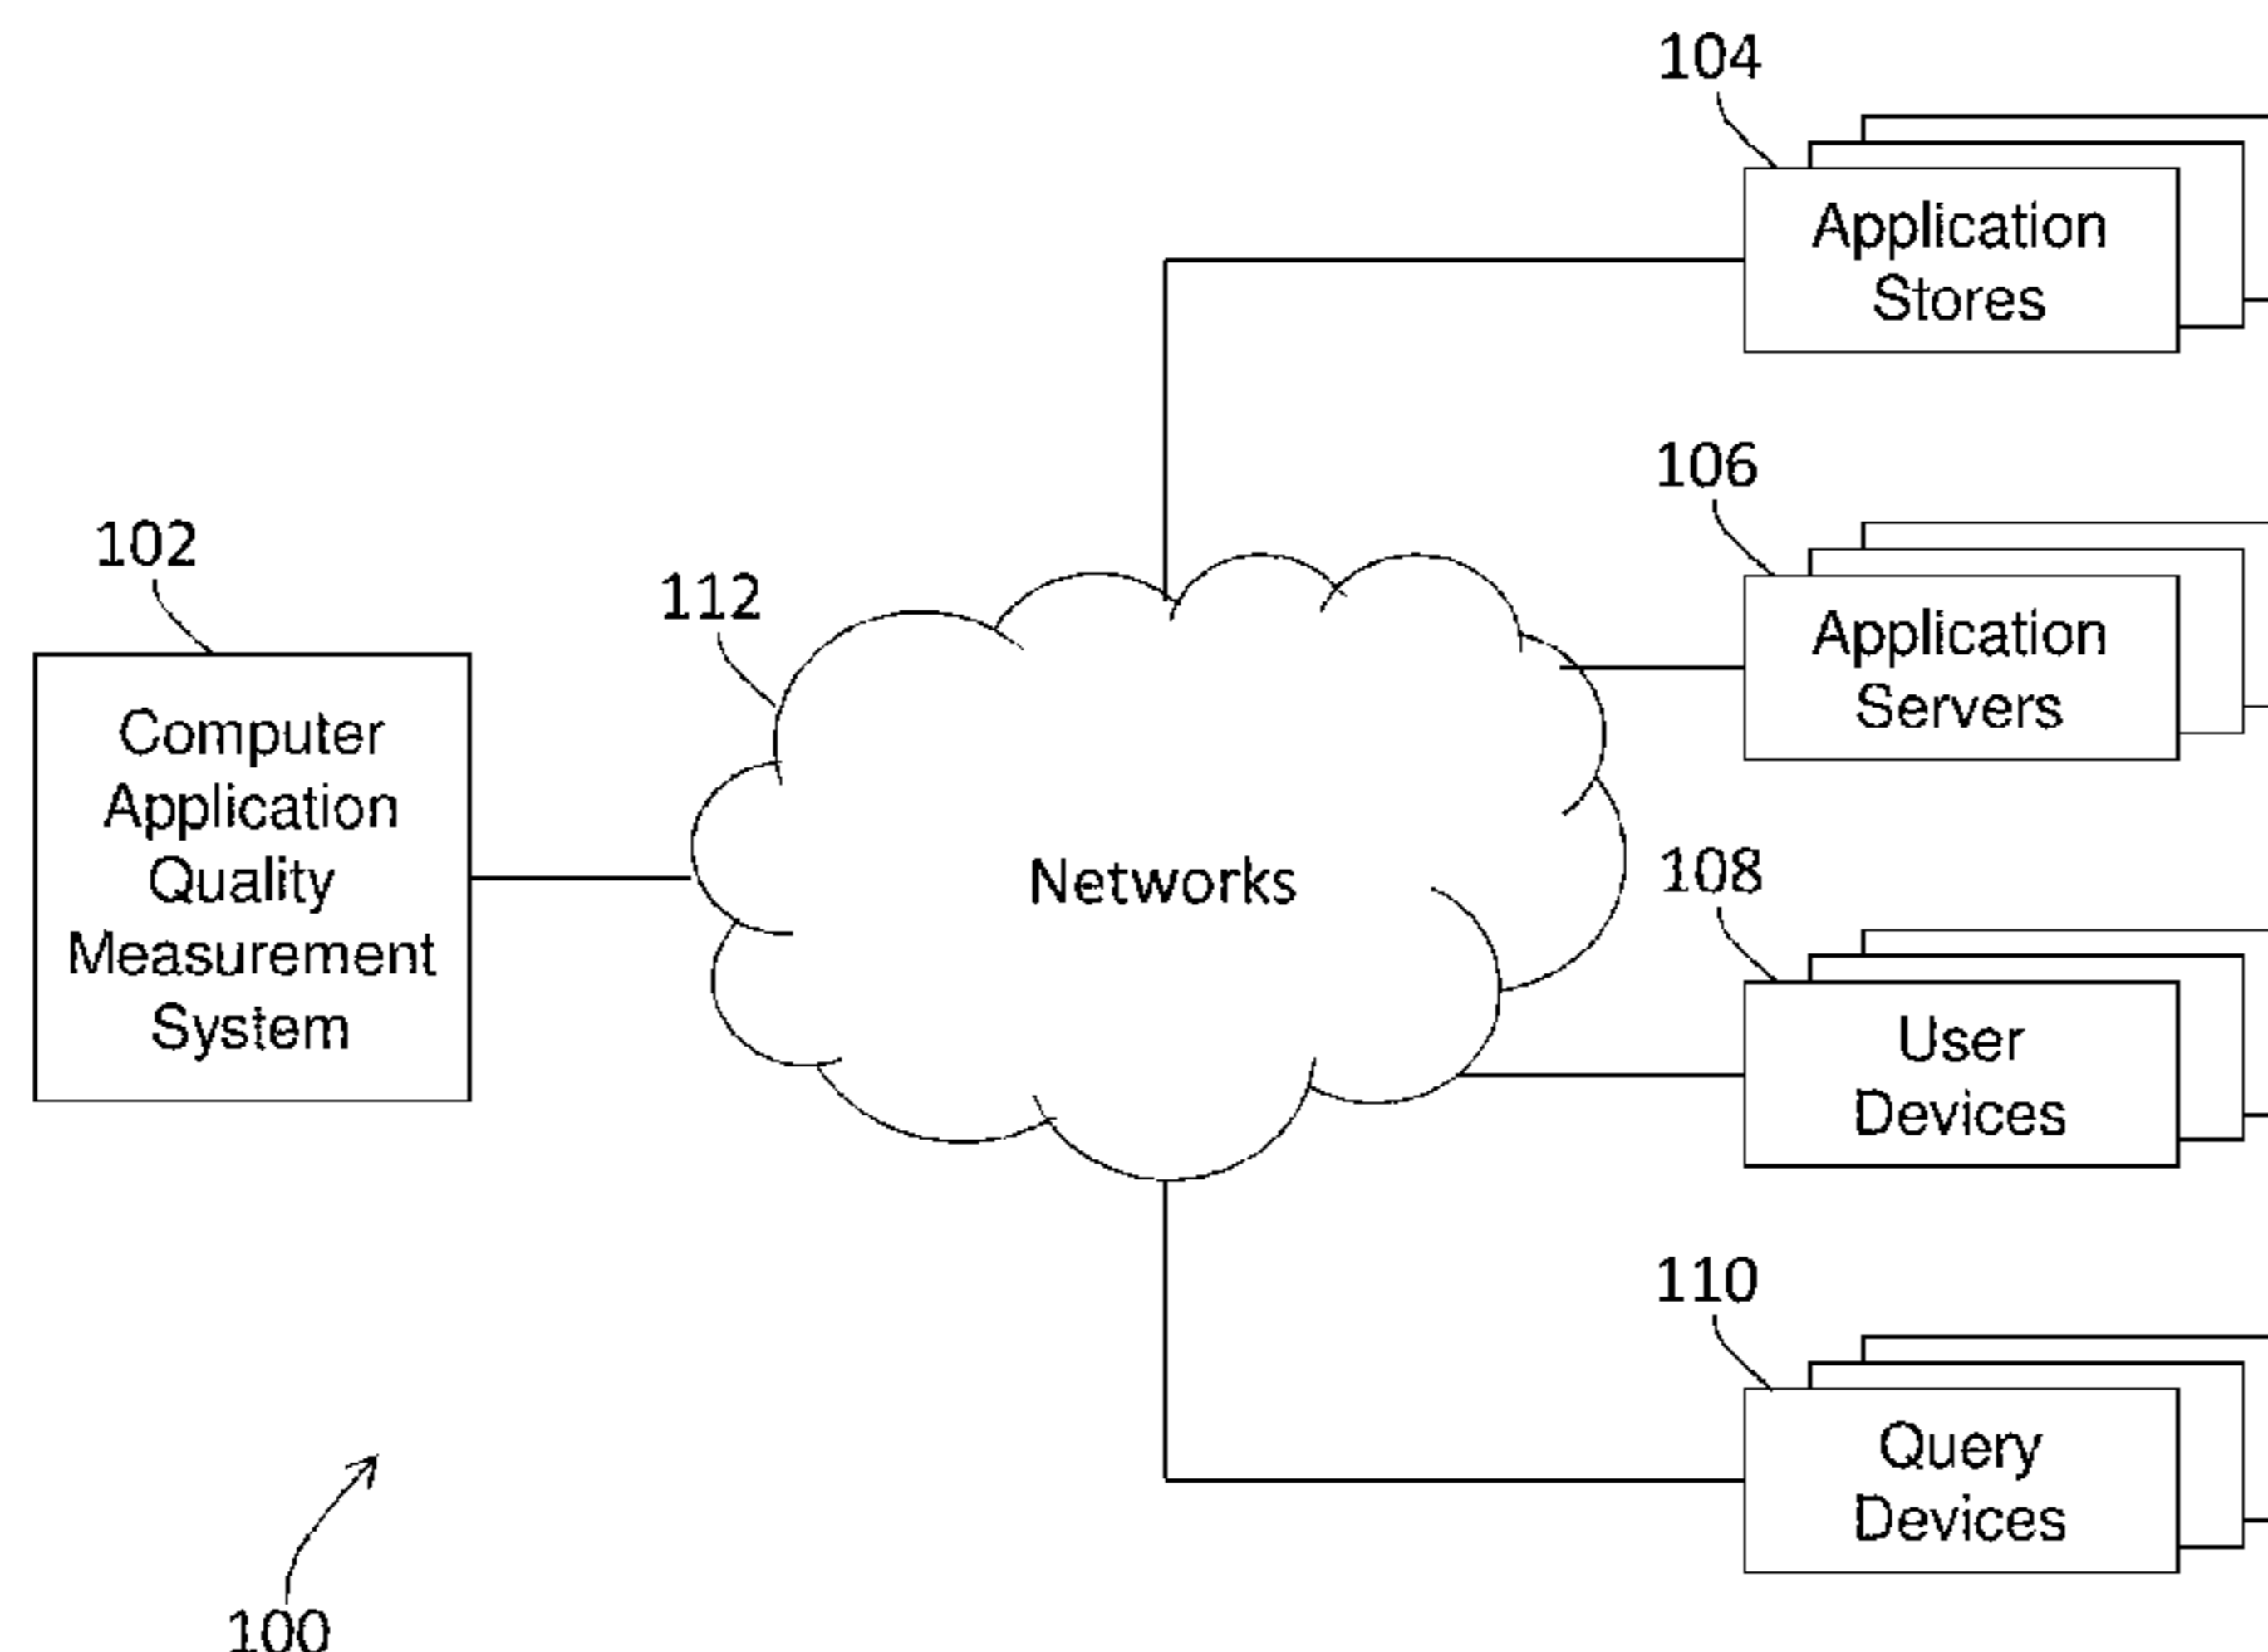 104
Application
Stores
106
Application
Servers
102
112
Computer
Application
Quality
Measurement
System
Networks
108
User
Devices
110
Query
Devices
100